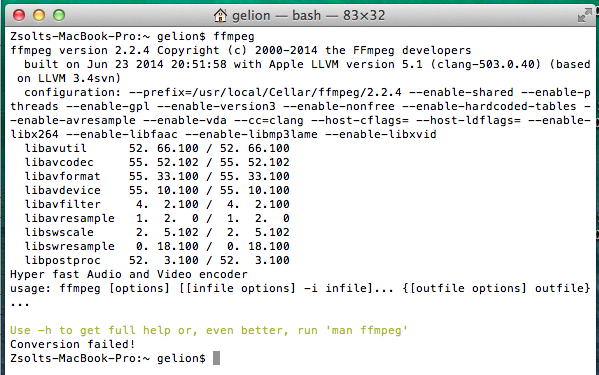 gelion — bash — 83×32
Zsolts-MacBook-Pro:~ gelion$ ffmpeg
ffmpeg version 2.2.4 Copyright (c) 2000-2014 the FFmpeg developers
  built on Jun 23 2014 20:51:58 with Apple LLVM version 5.1 (clang-503.0.40) (based
 on LLVM 3.4svn)
  configuration: --prefix=/usr/local/Cellar/ffmpeg/2.2.4 --enable-shared --enable-p
threads --enable-gpl --enable-version3 --enable-nonfree --enable-hardcoded-tables -
-enable-avresample --enable-vda --cc=clang --host-cflags= --host-ldflags= --enable-
libx264 --enable-libfaac --enable-libmp3lame --enable-libxvid
  libavutil      52. 66.100 / 52. 66.100
  libavcodec     55. 52.102 / 55. 52.102
  libavformat    55. 33.100 / 55. 33.100
  libavdevice    55. 10.100 / 55. 10.100
  libavfilter     4.  2.100 /  4.  2.100
  libavresample   1.  2.  0 /  1.  2.  0
  libswscale      2.  5.102 /  2.  5.102
  libswresample   0. 18.100 /  0. 18.100
  libpostproc    52.  3.100 / 52.  3.100
Hyper fast Audio and Video encoder
usage: ffmpeg [options] [[infile options] -i infile]... {[outfile options] outfile}
...
Use -h to get full help or, even better, run 'man ffmpeg'
Conversion failed!
Zsolts-MacBook-Pro:~ gelion$